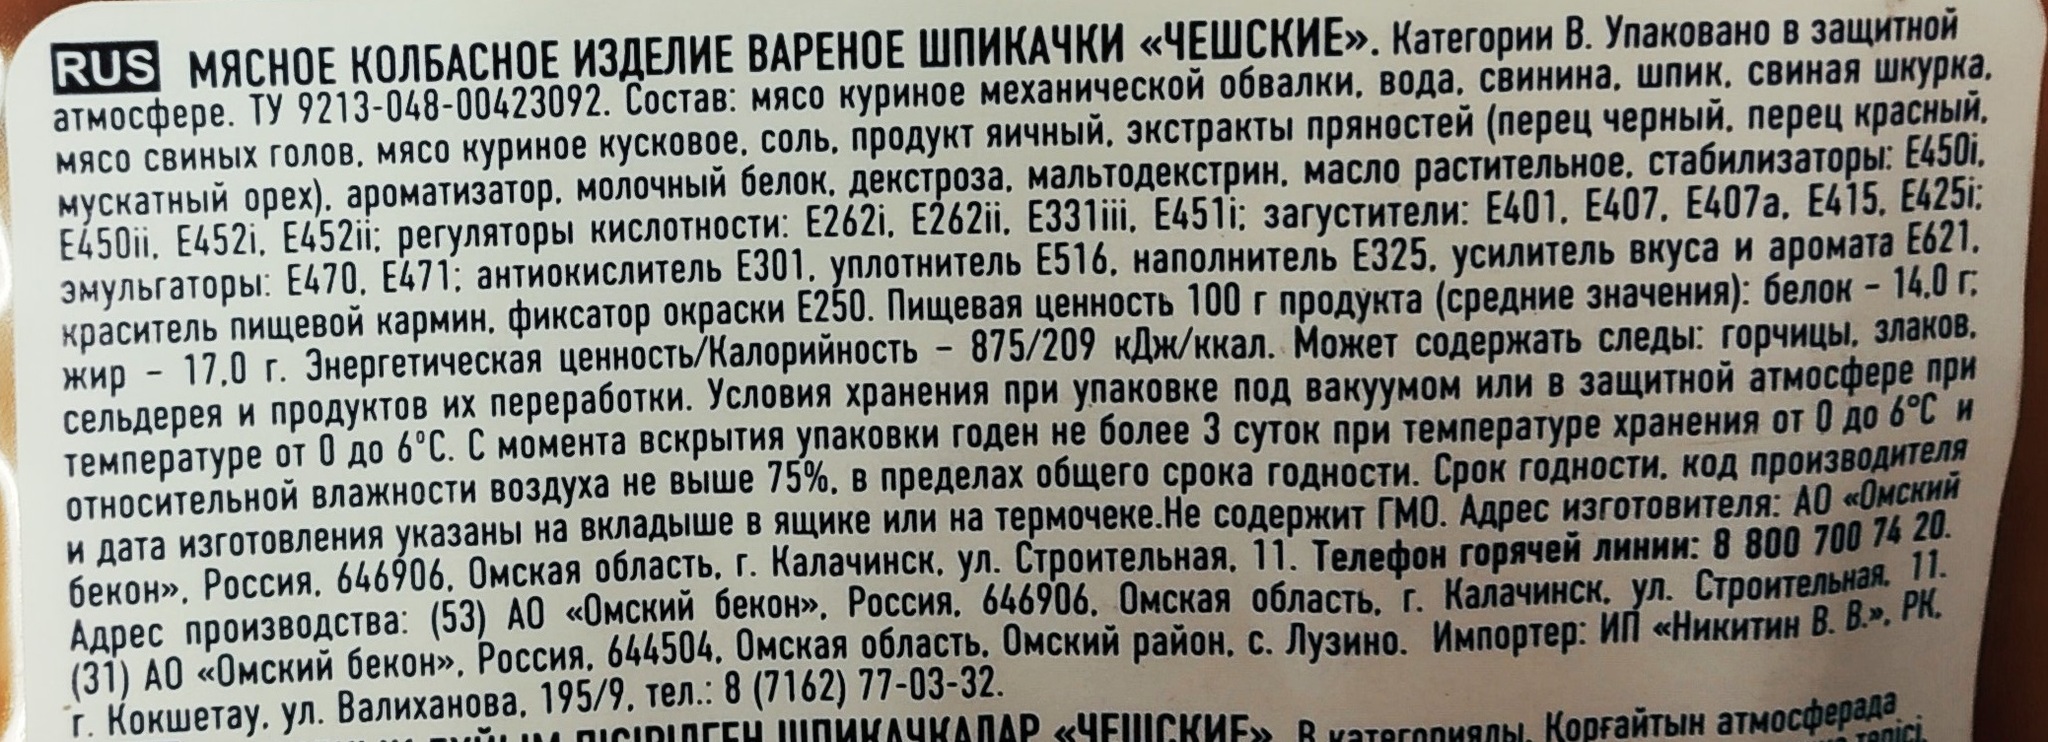 RUS МЯСНОЕ КОЛБАСНОЕ ИЗДЕЛИЕ ВАРЕНОЕ ШПИКАЧКИ «ЧЕШСКИЕ». Категории В. Упаковано в защитной
атмосфере. ТУ 9213-048-00423092. Состав: мясо куриное механической обвалки, вода, свинина, шпик, свиная шкурка,
мясо свиных голов, мясо куриное кусковое, соль, продукт яичный, экстракты пряностей (перец черный, перец красный,
мускатный орех), ароматизатор, молочный белок, декстроза, мальтодекстрин, масло растительное, стабилизаторы: Е450i,
Е450ii, Е452i, Е452ii; регуляторы кислотности: Е262i, Е262ii, Е331iii, Е451i; загустители: Е401, Е407, Е407а, Е415, Е425i;
эмульгаторы: Е470, Е471; антиокислитель Е301, уплотнитель Е516, наполнитель Е325, усилитель вкуса и аромата Е621,
краситель пищевой кармин, фиксатор окраски Е250. Пищевая ценность 100 г продукта (средние значения): белок – 14,0 г;
жир – 17,0 г. Энергетическая ценность/Калорийность – 875/209 кДж/ккал. Может содержать следы: горчицы, злаков,
сельдерея и продуктов их переработки. Условия хранения при упаковке под вакуумом или в защитной атмосфере при
температуре от 0 до 6°С. С момента вскрытия упаковки годен не более 3 суток при температуре хранения от 0 до 6°С и
относительной влажности воздуха не выше 75%, в пределах общего срока годности. Срок годности, код производителя
и дата изготовления указаны на вкладыше в ящике или на термочеке.Не содержит ГМО. Адрес изготовителя: АО «Омский
бекон», Россия, 646906, Омская область, г. Калачинск, ул. Строительная, 11. Телефон горячей линии: 8 800 700 74 20.
Адрес производства: (53) АО «Омский бекон», Россия, 646906, Омская область, г. Калачинск, ул. Строительная, 11.
(31) АО «Омский бекон», Россия, 644504, Омская область, Омский район, с. Лузино. Импортер: ИП «Никитин В. В.», РК,
г. Кокшетау, ул. Валиханова, 195/9, тел.: 8 (7162) 77-03-32.
ПІСІРІЛГЕН ШПИКАЧКАЛАР «ЧЕШСКИЕ». В категориялы. Қорғайтын атмосферада